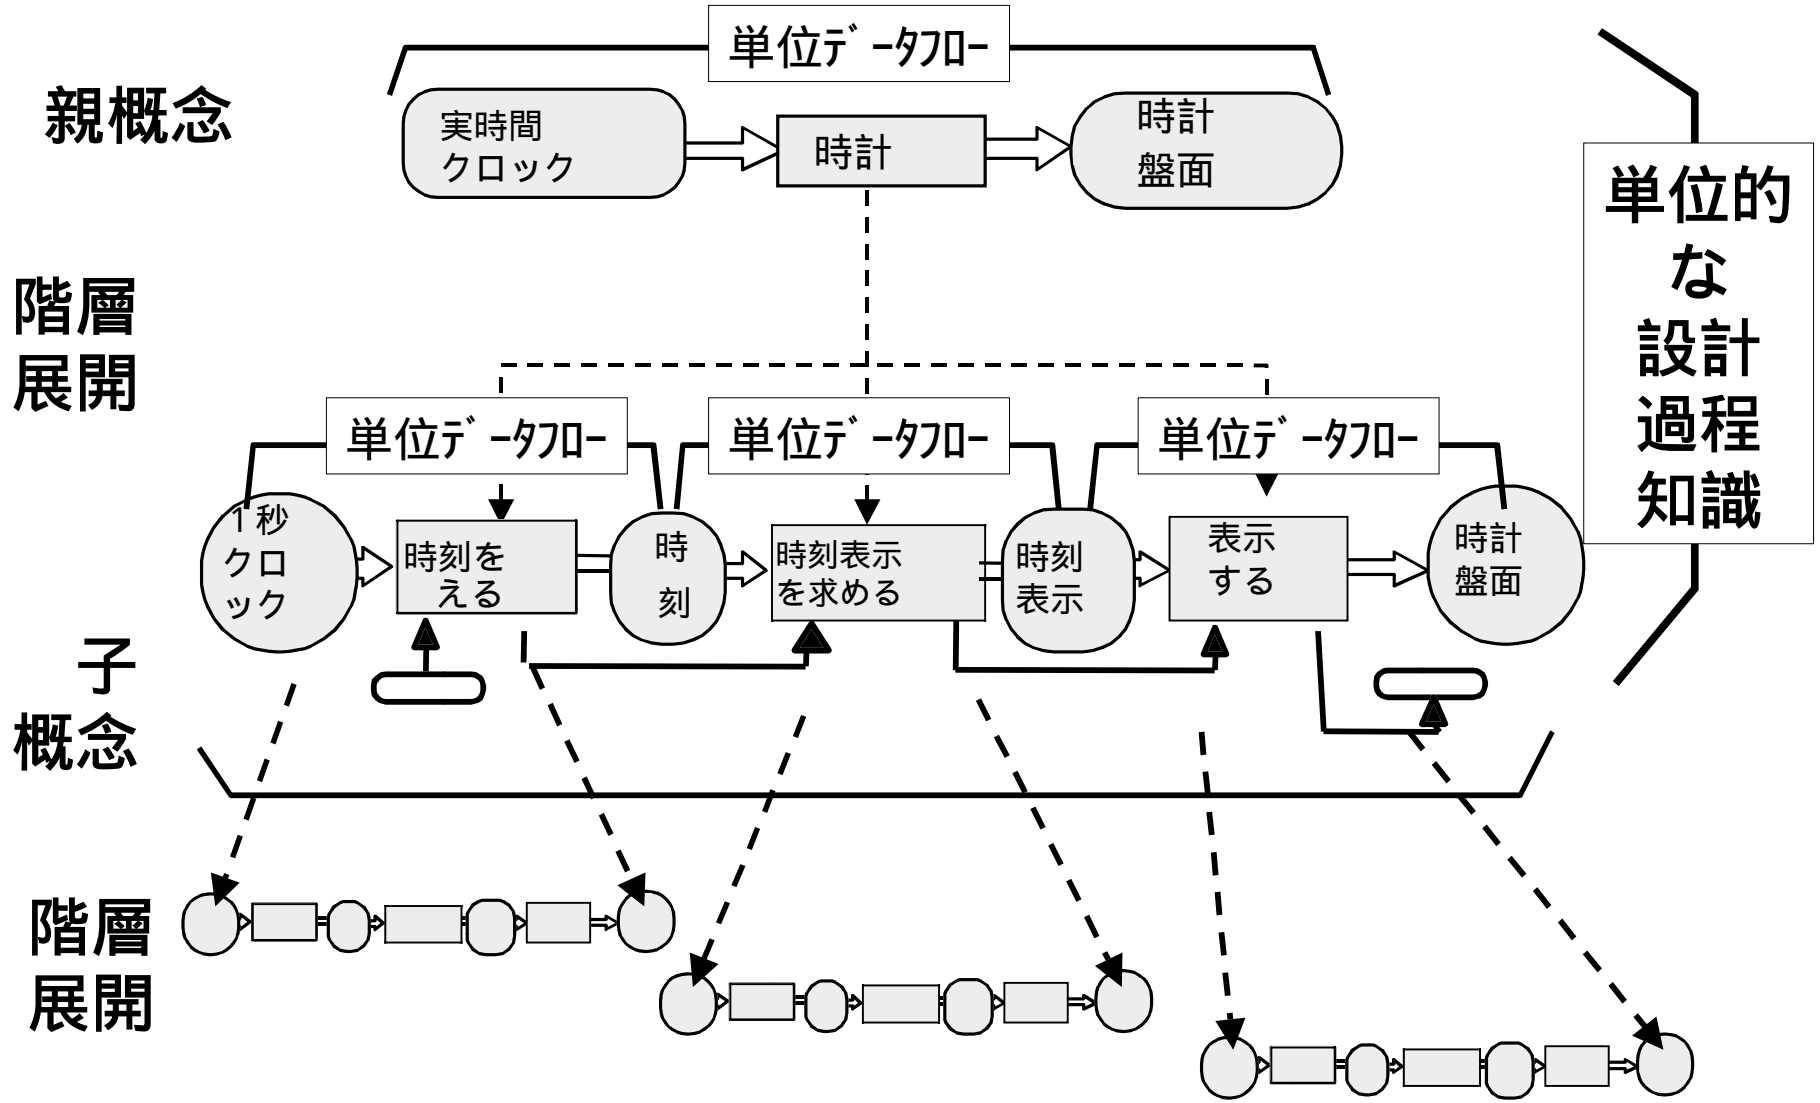 単位ﾃﾞｰﾀﾌﾛｰ
親概念
実時間
クロック
時計
時計
盤面
単位的
な
設計
過程
知識
階層
展開
単位ﾃﾞｰﾀﾌﾛｰ
単位ﾃﾞｰﾀﾌﾛｰ
単位ﾃﾞｰﾀﾌﾛｰ
１秒
クロ
ック
時刻を
える
時
刻
時刻表示
を求める
時刻
表示
表示
する
時計
盤面
子
概念
階層
展開